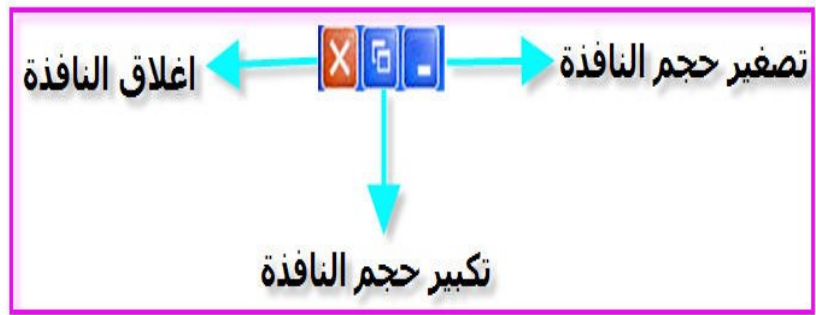 تصغير حجم النافذة
اغلاق النافذة
تكبير حجم النافذة